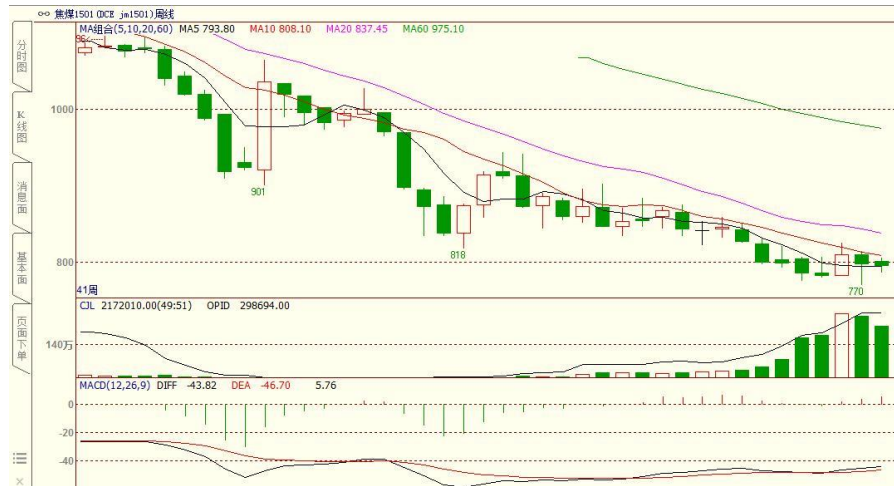 焦煤1501(DCE jm1501)周线
MA组合(5,10,20,60) MA5 793.80 MA10 808.10 MA20 837.45 MA60 975.10
分时图
K线图
消息面
基本面
页面下单
1000
901
818
800
770
41周
CJL 2172010.00(49:51) OPID 298694.00
140万
MACD(12,26,9) DIFF -43.82 DEA -46.70 5.76
0
-20
-40